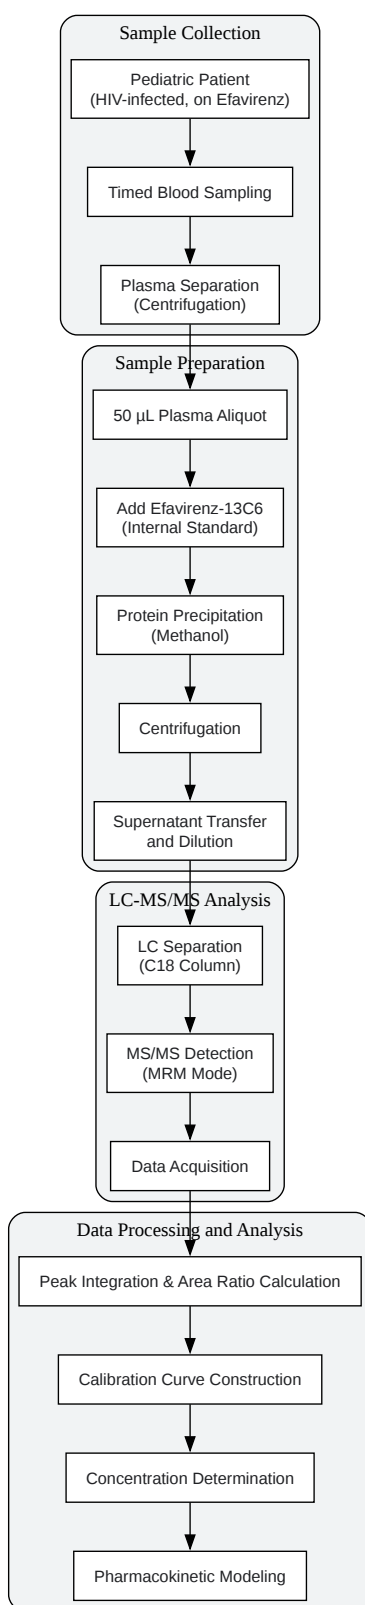 Sample Collection
Pediatric Patient
(HIV-infected, on Efavirenz)
Timed Blood Sampling
Plasma Separation
(Centrifugation)
Sample Preparation
50 µL Plasma Aliquot
Add Efavirenz-13C6
(Internal Standard)
Protein Precipitation
(Methanol)
Centrifugation
Supernatant Transfer
and Dilution
LC-MS/MS Analysis
LC Separation
(C18 Column)
MS/MS Detection
(MRM Mode)
Data Acquisition
Data Processing and Analysis
Peak Integration & Area Ratio Calculation
Calibration Curve Construction
Concentration Determination
Pharmacokinetic Modeling